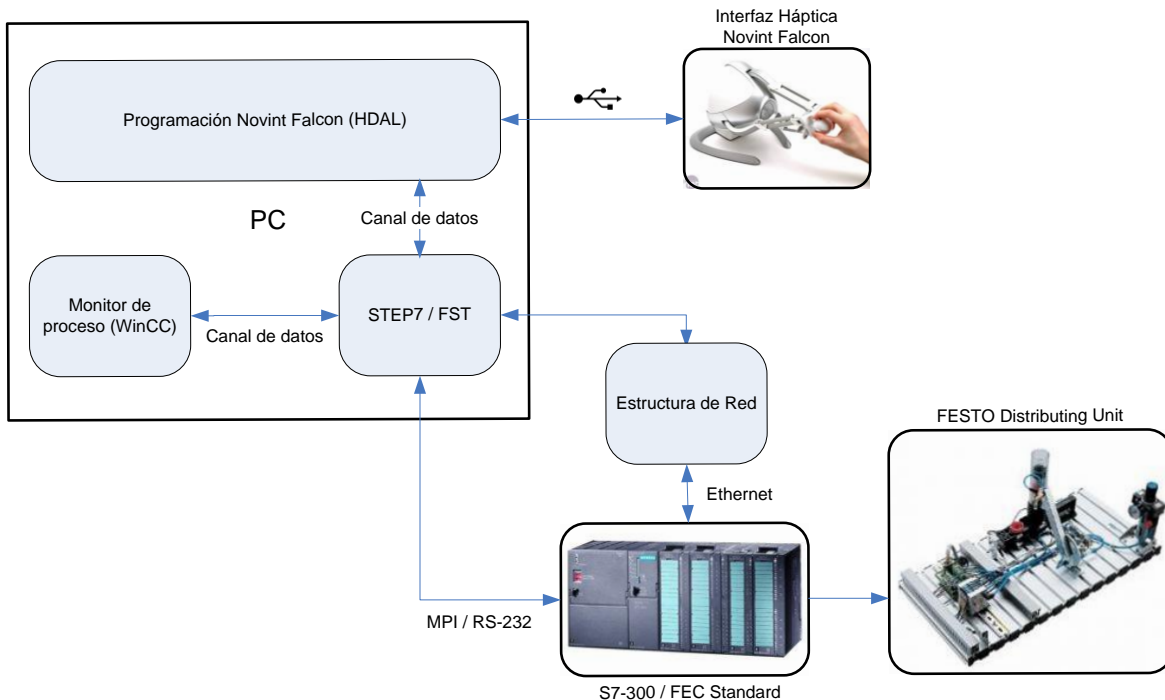 Interfaz Háptica
Novint Falcon
Programación Novint Falcon (HDAL)
PC
Canal de datos
Monitor de
proceso (WinCC)
Canal de datos
STEP7 / FST
Estructura de Red
FESTO Distributing Unit
Ethernet
MPI / RS-232
S7-300 / FEC Standard